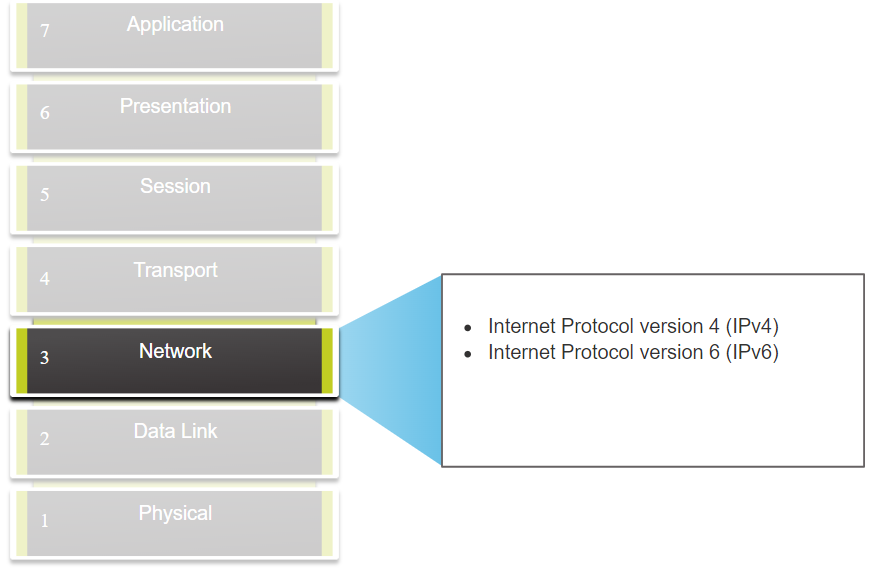 7 Application
6 Presentation
5 Session
4 Transport
3 Network
2 Data Link
1 Physical
• Internet Protocol version 4 (IPv4)
• Internet Protocol version 6 (IPv6)